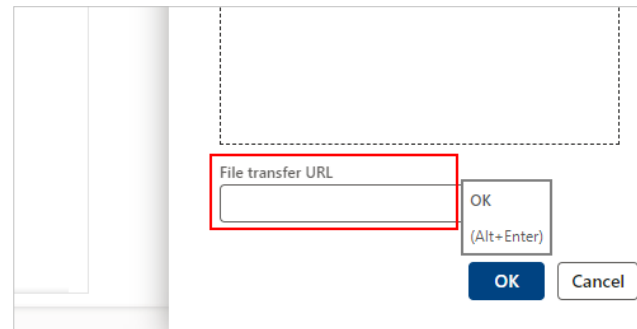 File transfer URL
OK
(Alt+Enter)
OK
Cancel